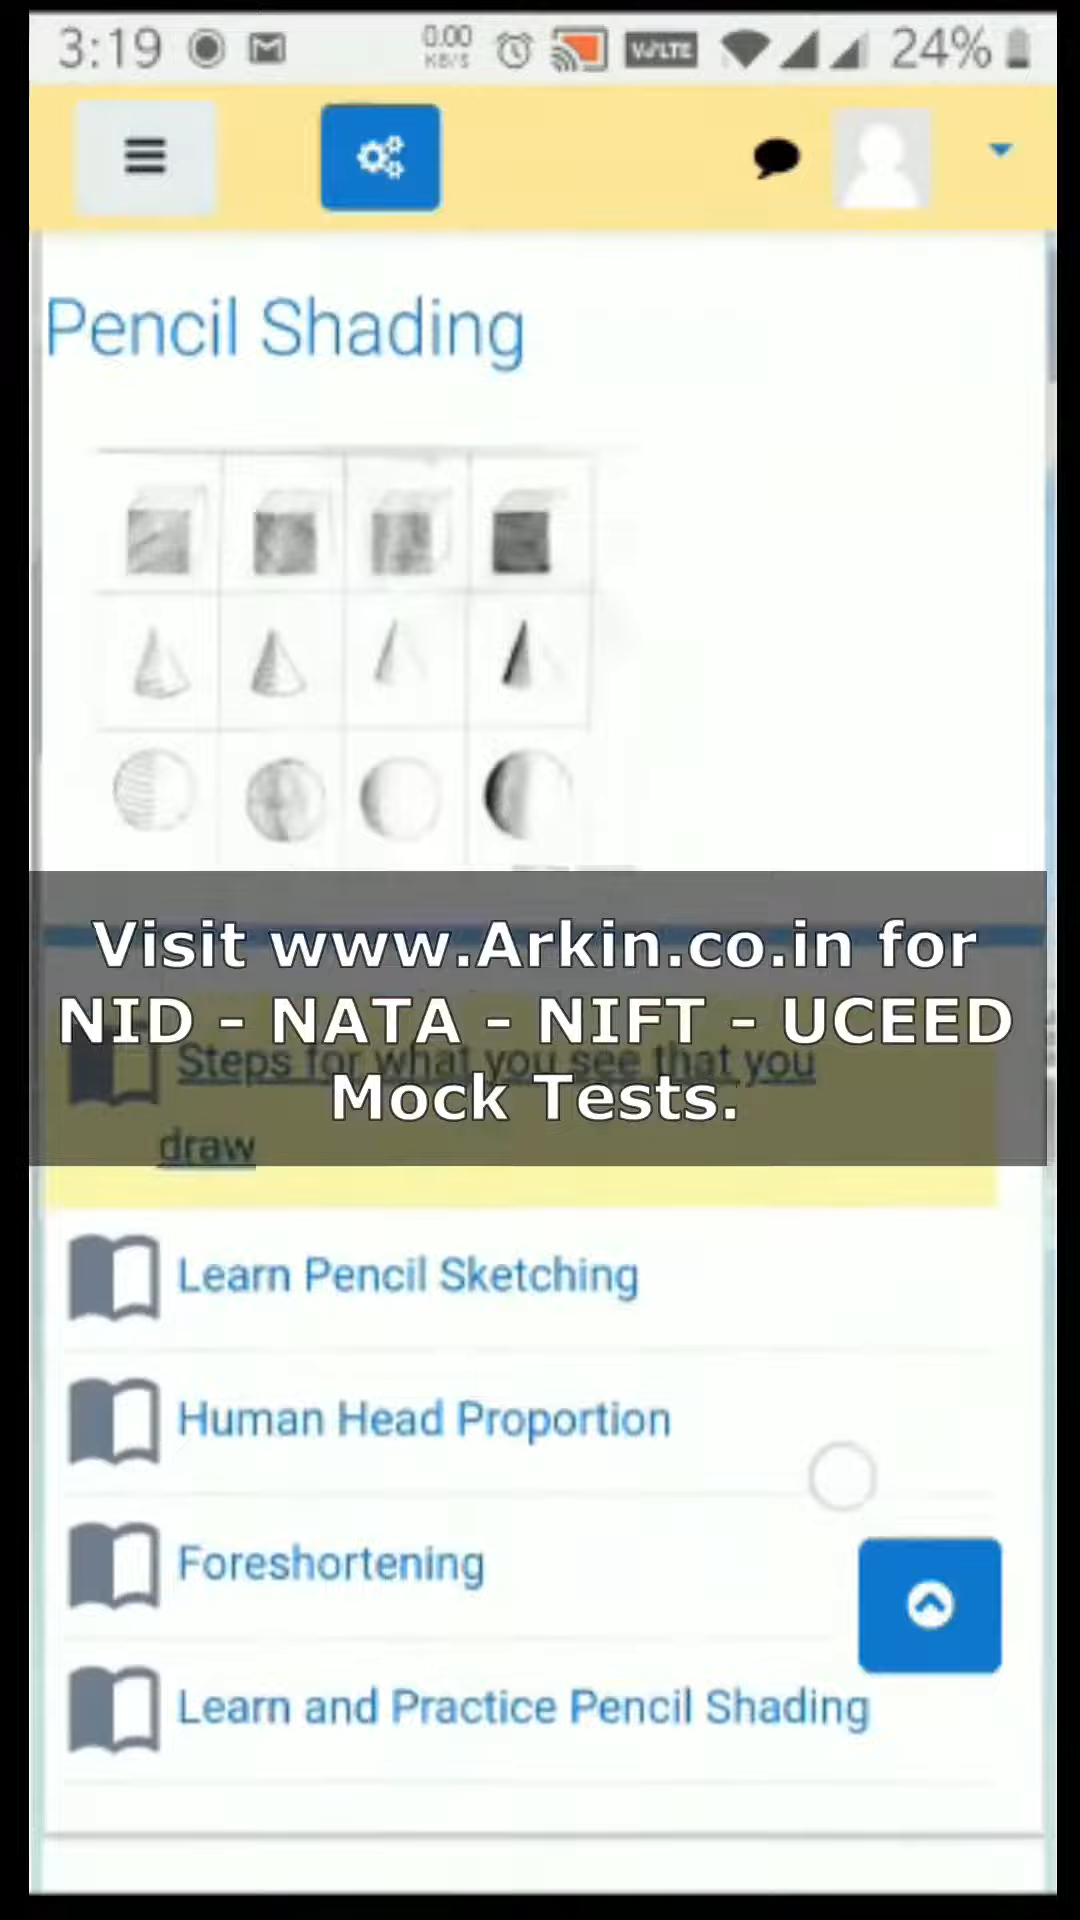 3:19
0.00
KB/S
VoLTE
24%
Pencil Shading
Visit www.Arkin.co.in for
NID - NATA - NIFT - UCEED
Mock Tests.
Steps for what you see that you
draw
Learn Pencil Sketching
Human Head Proportion
Foreshortening
Learn and Practice Pencil Shading